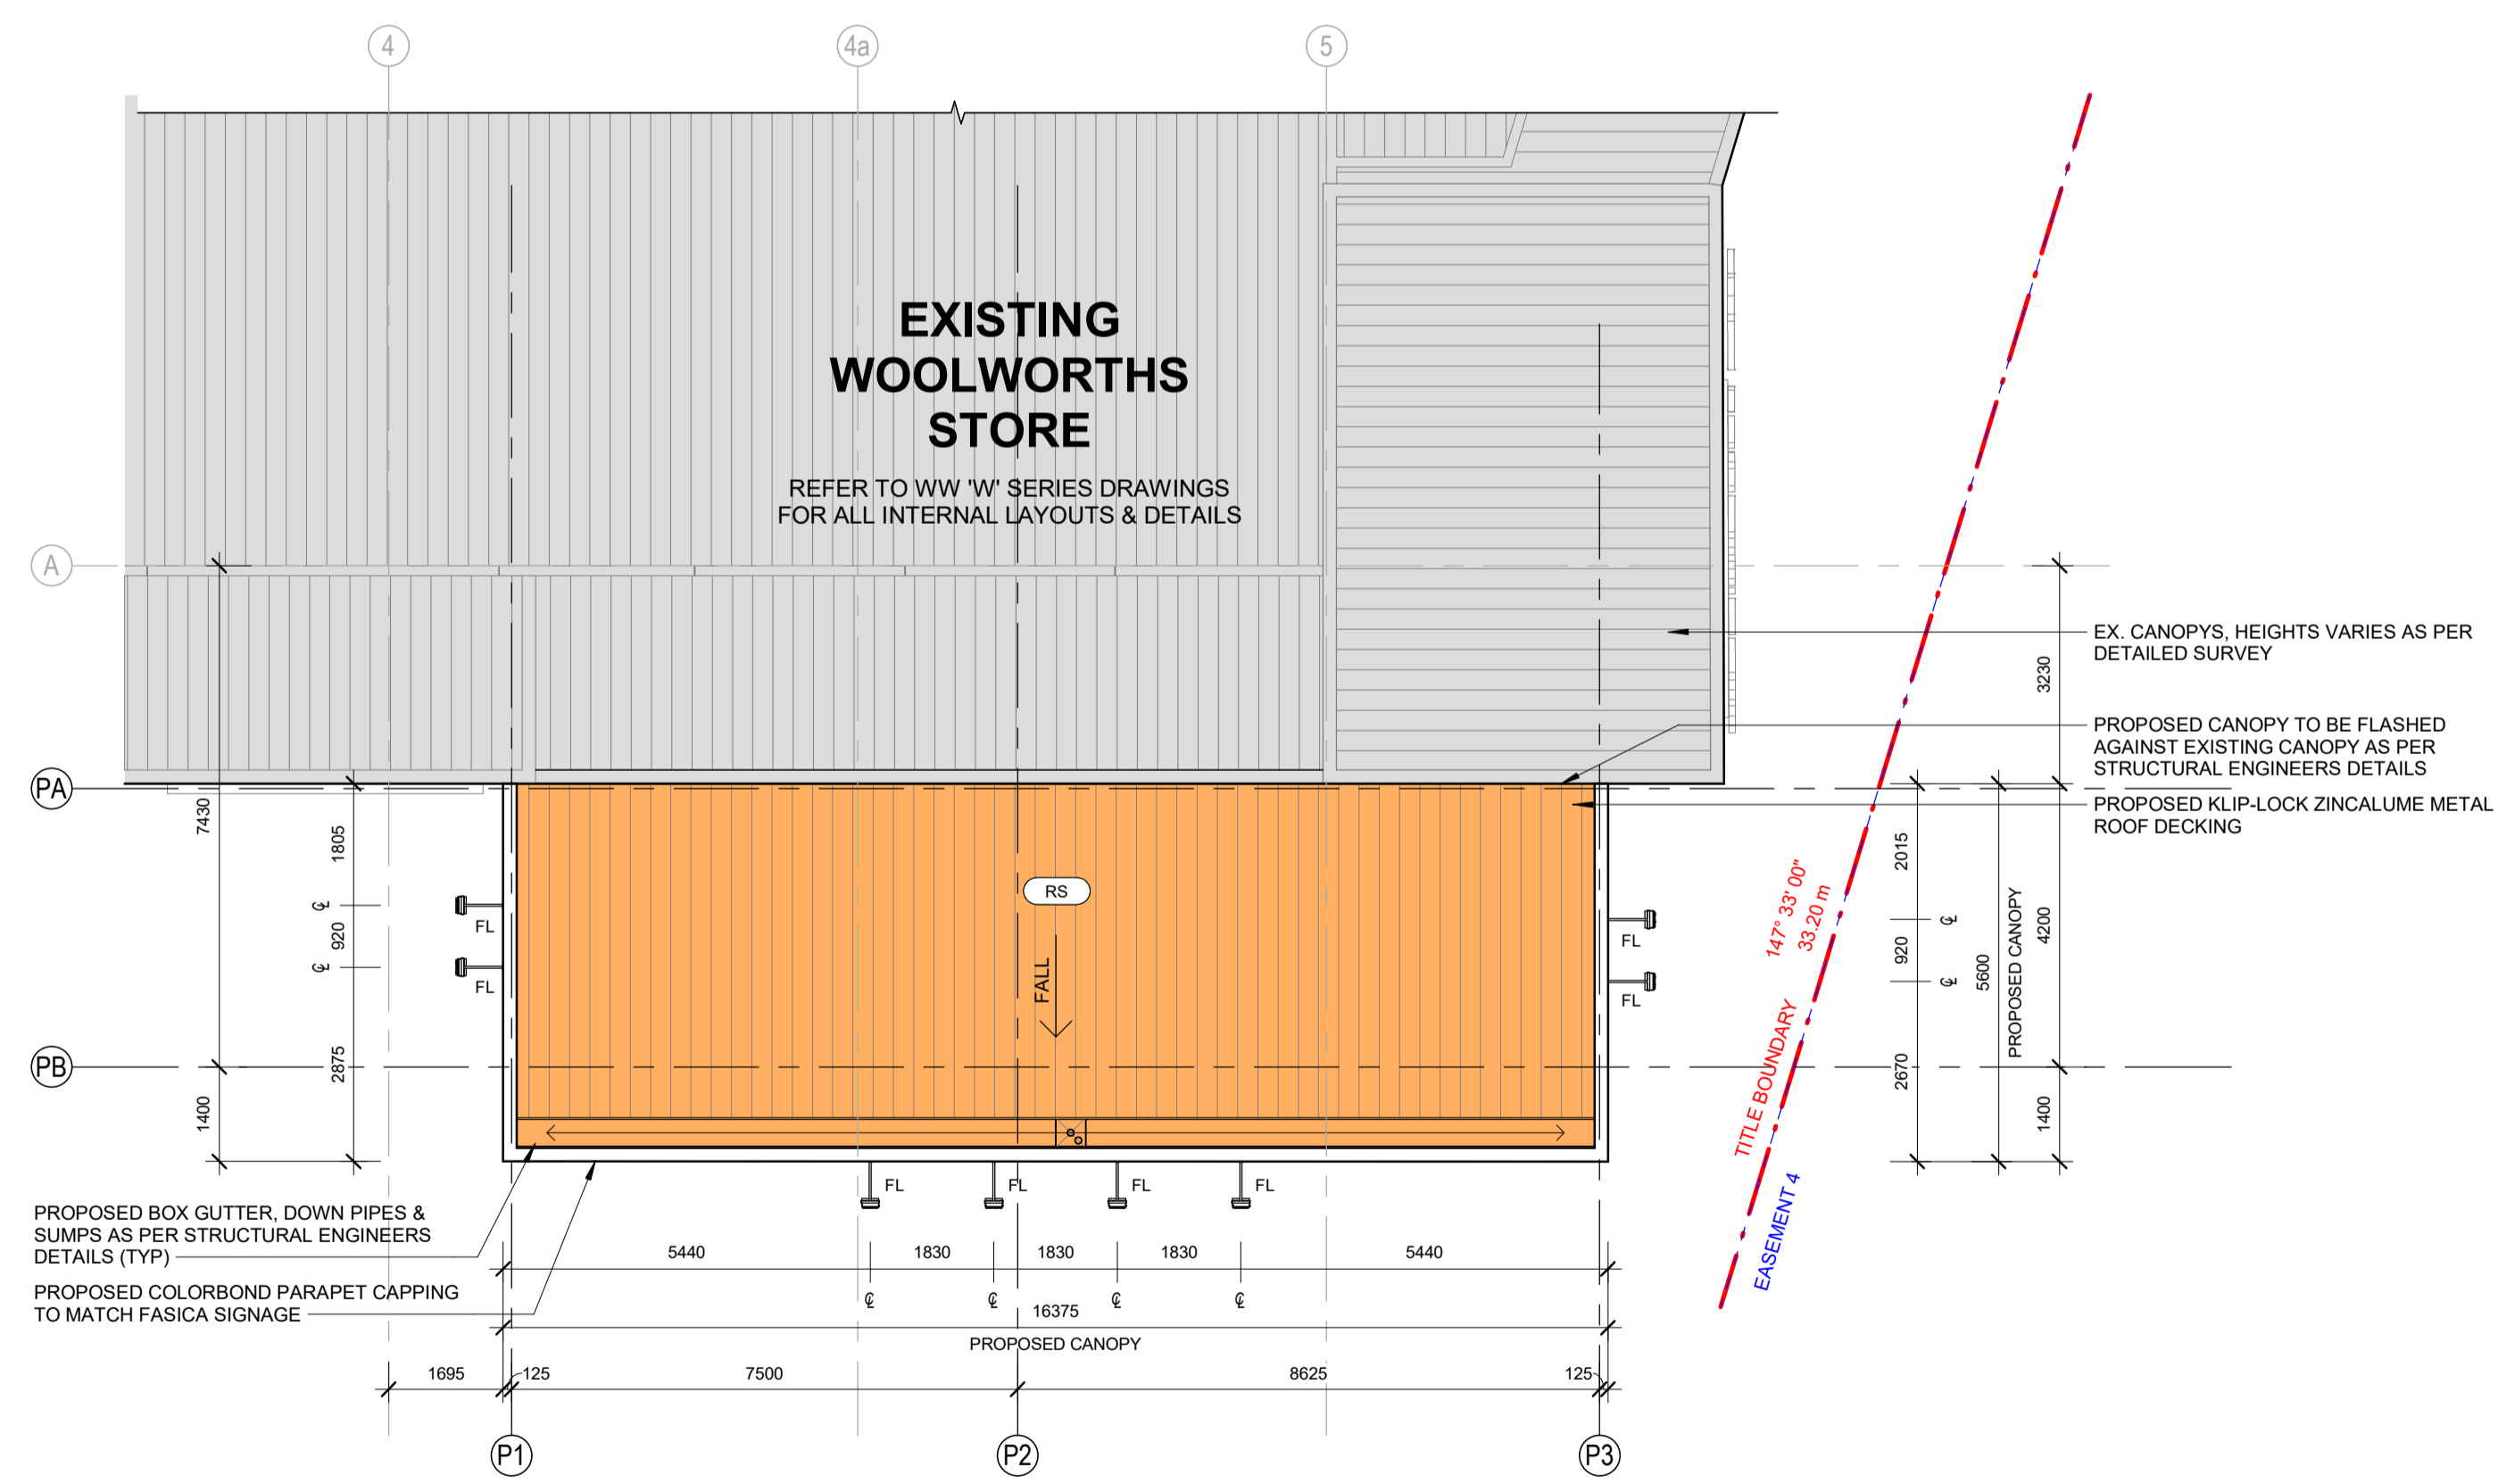 4
4a
5
EXISTING
WOOLWORTHS
STORE
REFER TO WW 'W' SERIES DRAWINGS
FOR ALL INTERNAL LAYOUTS & DETAILS
A
EX. CANOPYS, HEIGHTS VARIES AS PER
DETAILED SURVEY
3230
PROPOSED CANOPY TO BE FLASHED
AGAINST EXISTING CANOPY AS PER
STRUCTURAL ENGINEERS DETAILS
PA
PROPOSED KLIP-LOCK ZINCALUME METAL
ROOF DECKING
7430
1805
920
2875
1400
℄
℄
FL
FL
RS
FALL
FL
FL
147° 33' 00"
33.20 m
TITLE BOUNDARY
EASEMENT 4
2015
920
2670
℄
℄
5600
PROPOSED CANOPY
4200
1400
PB
FL
FL
FL
FL
PROPOSED BOX GUTTER, DOWN PIPES &
SUMPS AS PER STRUCTURAL ENGINEERS
DETAILS (TYP)
PROPOSED COLORBOND PARAPET CAPPING
TO MATCH FASICA SIGNAGE
5440
1830
1830
1830
5440
℄
℄
℄
℄
16375
PROPOSED CANOPY
1695
125
7500
8625
125
P1
P2
P3